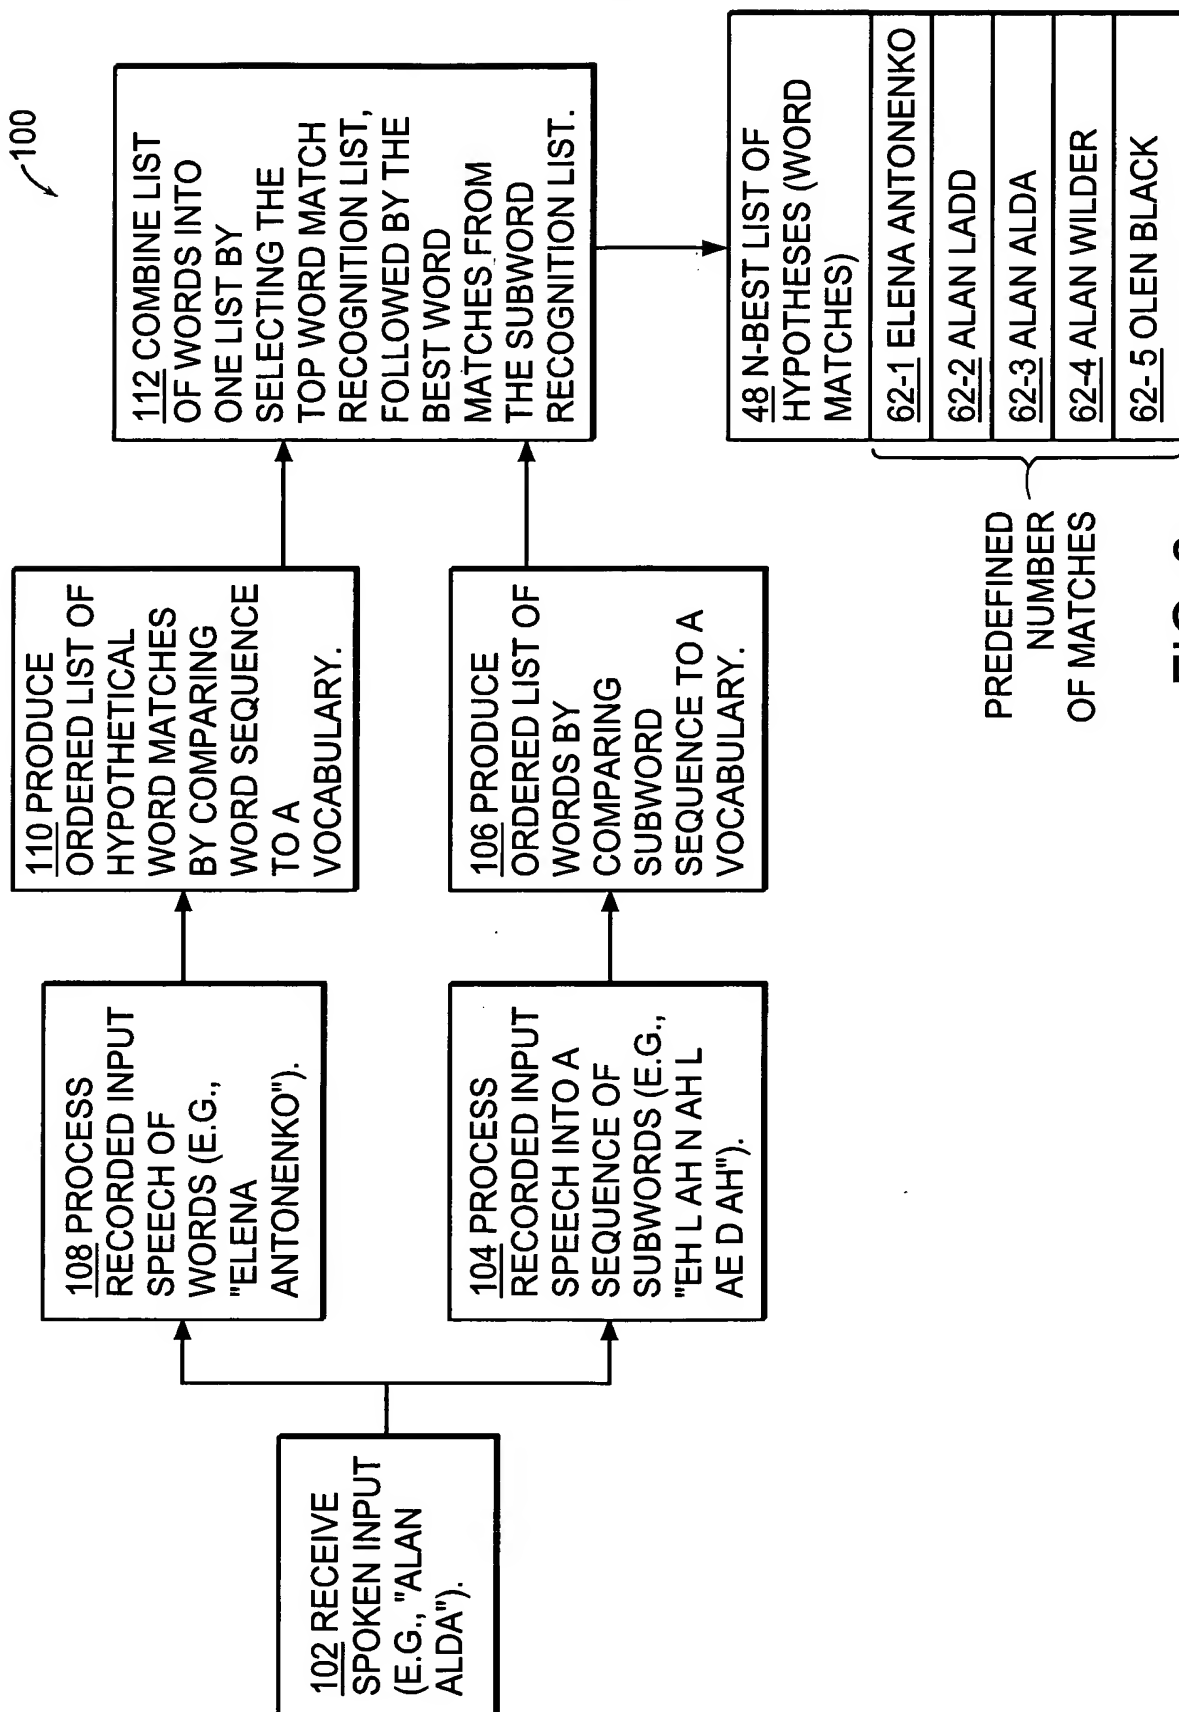 100
102 RECEIVE
SPOKEN INPUT
(E.G., "ALAN
ALDA").
108 PROCESS
RECORDED INPUT
SPEECH OF
WORDS (E.G.,
"ELENA
ANTONENKO").
104 PROCESS
RECORDED INPUT
SPEECH INTO A
SEQUENCE OF
SUBWORDS (E.G.,
"EH L AH N AH L
AE D AH").
110 PRODUCE
ORDERED LIST OF
HYPOTHETICAL
WORD MATCHES
BY COMPARING
WORD SEQUENCE
TO A
VOCABULARY.
106 PRODUCE
ORDERED LIST OF
WORDS BY
COMPARING
SUBWORD
SEQUENCE TO A
VOCABULARY.
112 COMBINE LIST
OF WORDS INTO
ONE LIST BY
SELECTING THE
TOP WORD MATCH
RECOGNITION LIST,
FOLLOWED BY THE
BEST WORD
MATCHES FROM
THE SUBWORD
RECOGNITION LIST.
48 N-BEST LIST OF
HYPOTHESES (WORD
MATCHES)
62-1 ELENA ANTONENKO
62-2 ALAN LADD
62-3 ALAN ALDA
62-4 ALAN WILDER
62- 5 OLEN BLACK
PREDEFINED
NUMBER
OF MATCHES